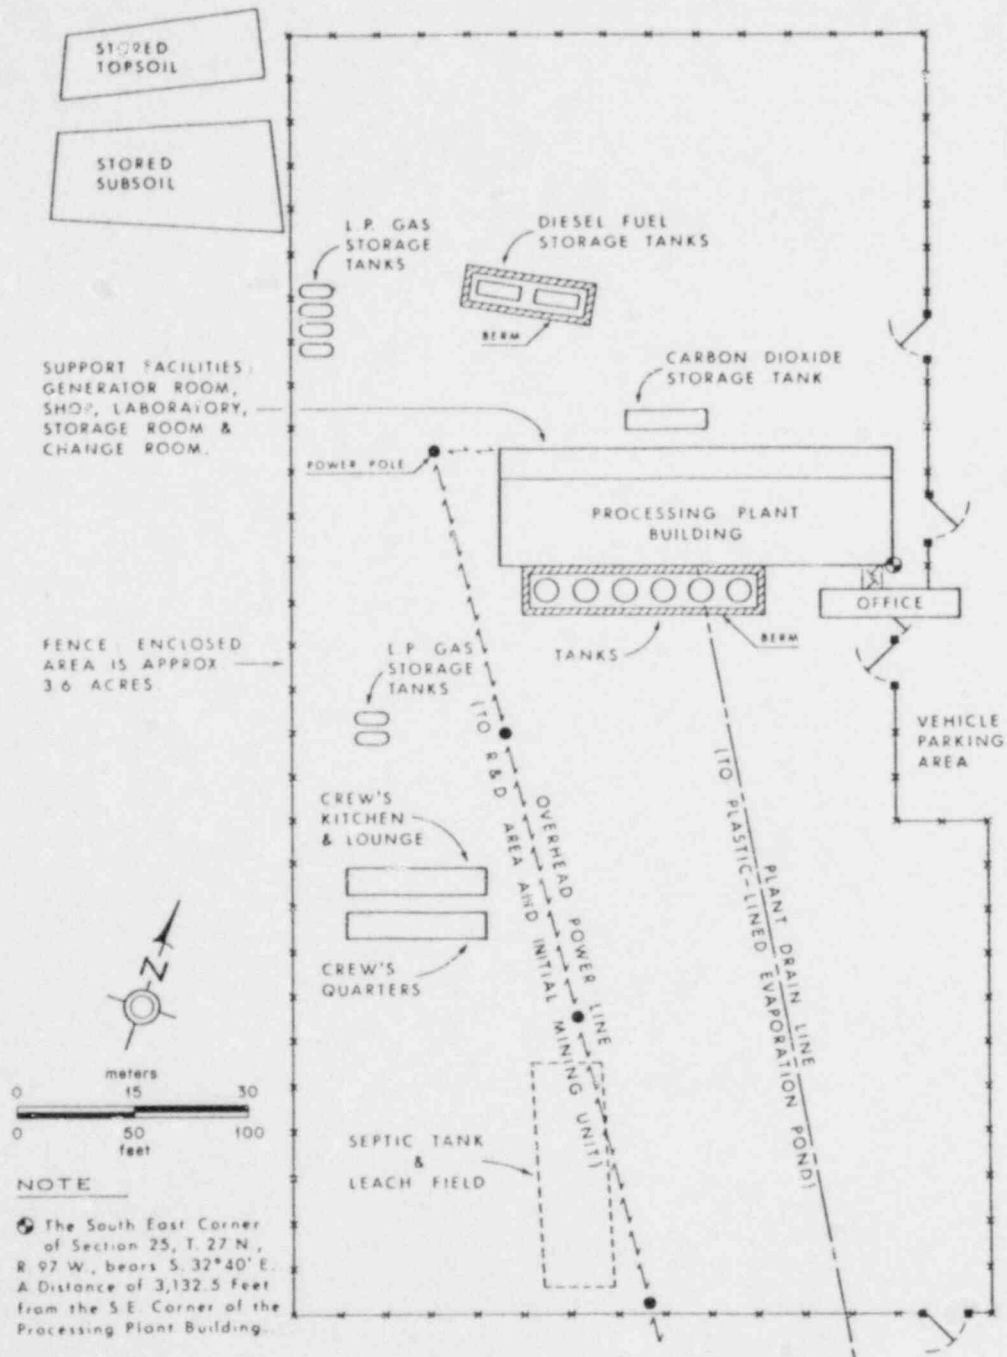 STORED
TOPSOIL
STORED
SUBSOIL
L.P. GAS
STORAGE
TANKS
DIESEL FUEL
STORAGE TANKS
BERM
CARBON DIOXIDE
STORAGE TANK
SUPPORT FACILITIES:
GENERATOR ROOM,
SHOP, LABORATORY,
STORAGE ROOM &
CHANGE ROOM.
POWER POLE
PROCESSING PLANT
BUILDING
OFFICE
TANKS
BERM
FENCE: ENCLOSED
AREA IS APPROX.
3.6 ACRES.
L.P. GAS
STORAGE
TANKS
VEHICLE
PARKING
AREA
OVERHEAD POWER LINE
(TO R&D AREA AND INITIAL MINING UNIT)
PLANT DRAIN LINE
(TO PLASTIC-LINED EVAPORATION POND)
CREW'S
KITCHEN
& LOUNGE
CREW'S
QUARTERS
N
meters
0 15 30
0 50 100
feet
SEPTIC TANK
&
LEACH FIELD
NOTE
The South East Corner
of Section 25, T. 27 N.,
R. 97 W., bears S. 32°40' E.
A Distance of 3,132.5 Feet
from the S.E. Corner of the
Processing Plant Building.